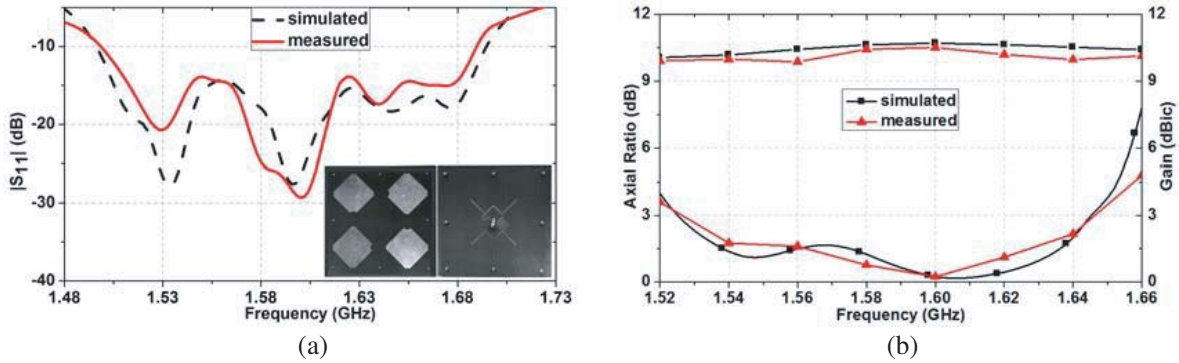 simulated
measured
-10
-20
-30
-40
1.48 1.53 1.58 1.63 1.68 1.73
|S11| (dB)
Frequency (GHz)
(a)
12
9
6
3
0
12
9
6
3
0
simulated
measured
1.52 1.54 1.56 1.58 1.60 1.62 1.64 1.66
Axial Ratio (dB)
Gain (dBic)
Frequency (GHz)
(b)